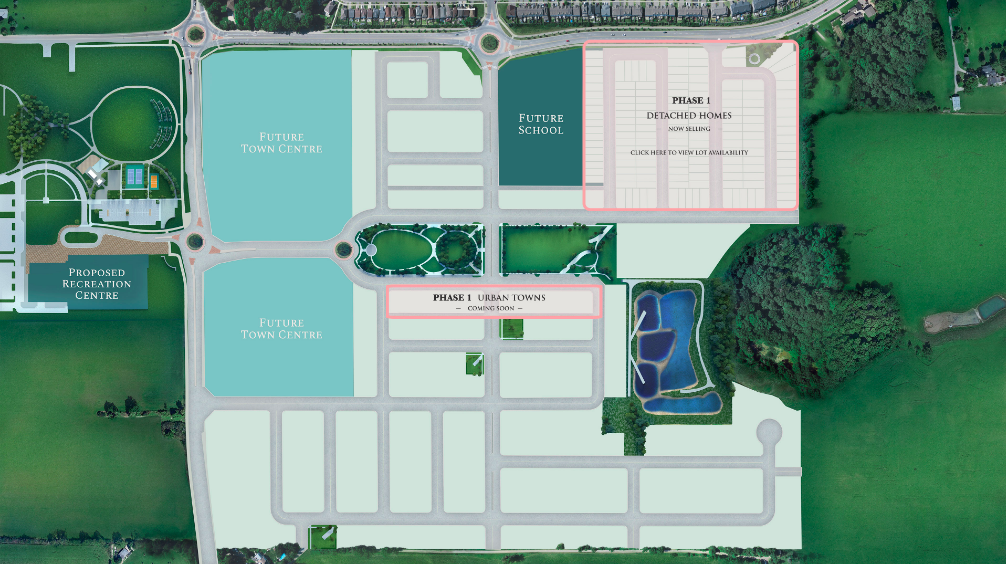 FUTURE
TOWN CENTRE
FUTURE
SCHOOL
PHASE 1
DETACHED HOMES
NOW SELLING
CLICK HERE TO VIEW LOT AVAILABILITY
PROPOSED
RECREATION
CENTRE
FUTURE
TOWN CENTRE
PHASE 1 URBAN TOWNS
— COMING SOON —